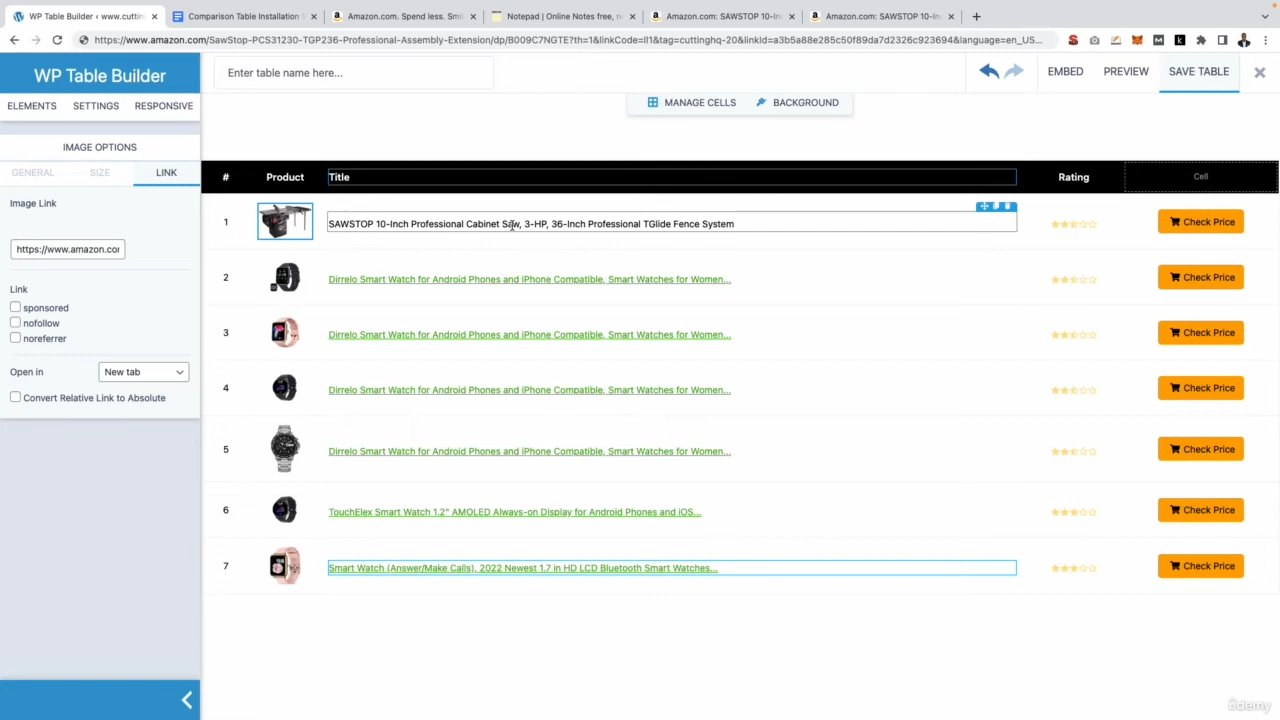 www.cutting
Comparison Table Installation S
Amazon.com. Spend less. Smil
Notepad | Online Notes free, n
Amazon.com: SAWSTOP 10-In
Amazon.com: SAWSTOP 10-In
https://www.amazon.com/SawStop-PCS31230-TGP236-Professional-Assembly-Extension/dp/B009C7NGTE?th=1&linkCode=ll1&tag=cuttinghq-20&linkId=a3b5a88e285c50f89da7d2326c923694&language=en_US...
WP Table Builder
Enter table name here...
EMBED
PREVIEW
SAVE TABLE
ELEMENTS
SETTINGS
RESPONSIVE
MANAGE CELLS
BACKGROUND
IMAGE OPTIONS
GENERAL
SIZE
LINK
Image Link
https://www.amazon.cor
Link
sponsored
nofollow
noreferrer
Open in
New tab
Convert Relative Link to Absolute
# Product Title Rating Cell
1 SAWSTOP 10-Inch Professional Cabinet Saw, 3-HP, 36-Inch Professional TGlide Fence System Check Price
2 Dirrelo Smart Watch for Android Phones and iPhone Compatible, Smart Watches for Women... Check Price
3 Dirrelo Smart Watch for Android Phones and iPhone Compatible, Smart Watches for Women... Check Price
4 Dirrelo Smart Watch for Android Phones and iPhone Compatible, Smart Watches for Women... Check Price
5 Dirrelo Smart Watch for Android Phones and iPhone Compatible, Smart Watches for Women... Check Price
6 TouchElex Smart Watch 1.2" AMOLED Always-on Display for Android Phones and iOS... Check Price
7 Smart Watch (Answer/Make Calls), 2022 Newest 1.7 in HD LCD Bluetooth Smart Watches... Check Price
ûdemy